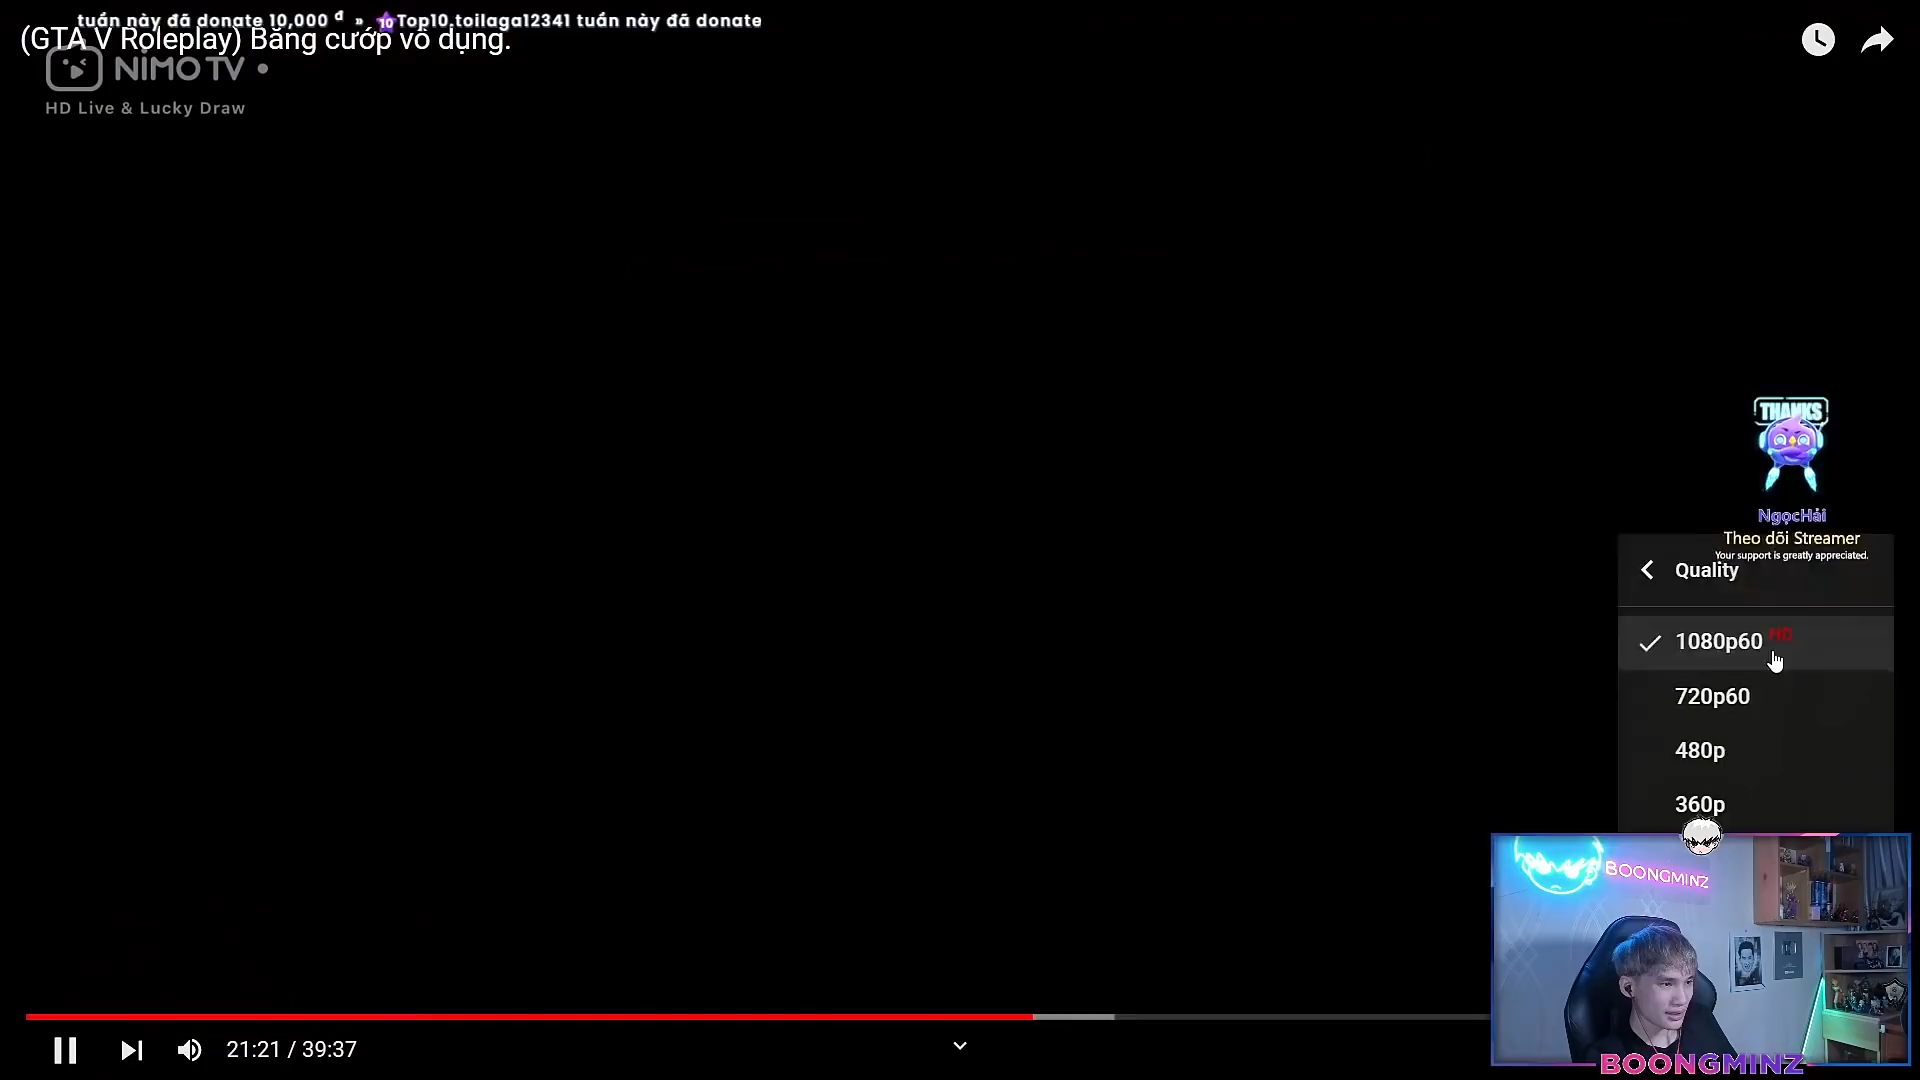 tuần này đã donate 10,000 đ » 10 Top10.toilaga12341 tuần này đã donate
(GTA V Roleplay) Băng cướp vô dụng.
NIMO TV
HD Live & Lucky Draw
THANKS
NgọcHải
Theo dõi Streamer
Your support is greatly appreciated.
Quality
1080p60 HD
720p60
480p
360p
BOONGMINZ
21:21 / 39:37
BOONGMINZ